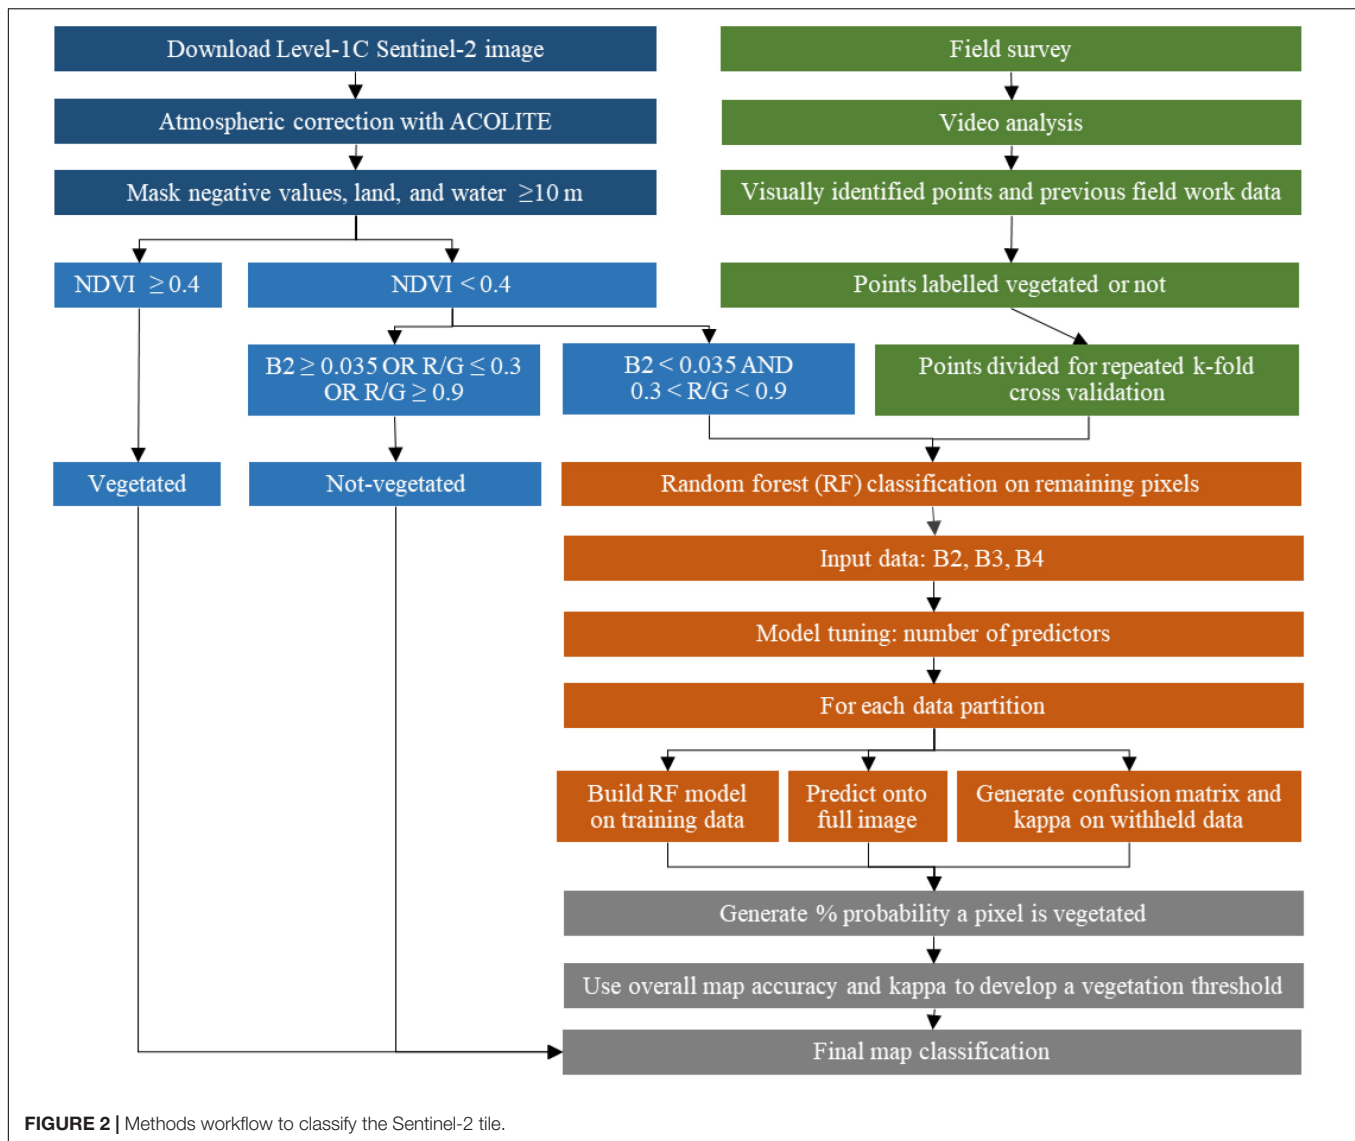 Download Level-1C Sentinel-2 image
Atmospheric correction with ACOLITE
Mask negative values, land, and water ≥10 m
NDVI ≥ 0.4
NDVI < 0.4
B2 ≥ 0.035 OR R/G ≤ 0.3
OR R/G ≥ 0.9
B2 < 0.035 AND
0.3 < R/G < 0.9
Vegetated
Not-vegetated
Field survey
Video analysis
Visually identified points and previous field work data
Points labelled vegetated or not
Points divided for repeated k-fold
cross validation
Random forest (RF) classification on remaining pixels
Input data: B2, B3, B4
Model tuning: number of predictors
For each data partition
Build RF model
on training data
Predict onto
full image
Generate confusion matrix and
kappa on withheld data
Generate % probability a pixel is vegetated
Use overall map accuracy and kappa to develop a vegetation threshold
Final map classification
FIGURE 2 | Methods workflow to classify the Sentinel-2 tile.